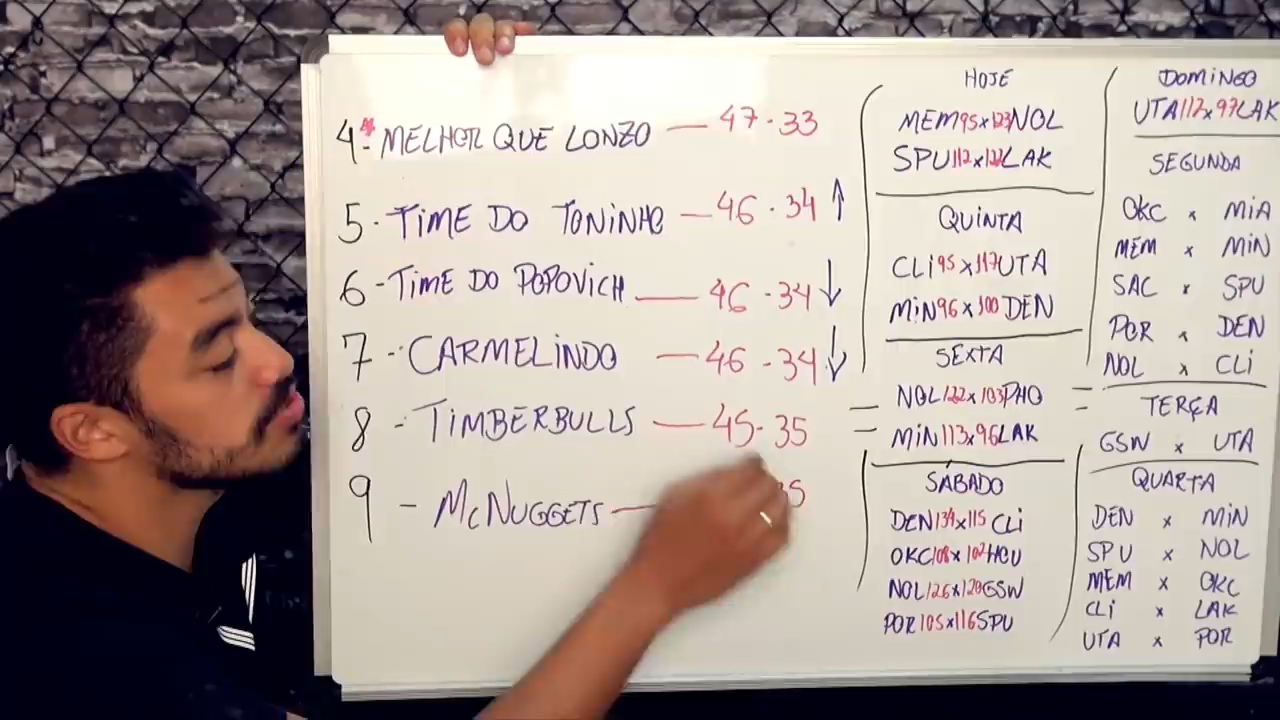 4ª. MELHOR QUE LONZO — 47 - 33
5 - TIME DO TONINHO — 46 - 34 ↑
6 - TIME DO POPOVICH — 46 - 34 ↓
7 - CARMELINDO — 46 - 34 ↓
8 - TIMBERBULLS — 45 - 35
9 - McNUGGETS — 35
HOJE
MEM 95 x 123 NOL
SPU 112 x 122 LAK
QUINTA
CLI 95 x 117 UTA
MIN 96 x 100 DEN
SEXTA
NOL 122 x 103 PHO
MIN 113 x 96 LAK
SÁBADO
DEN 134 x 115 CLI
OKC 108 x 102 HOU
NOL 126 x 120 GSW
POR 105 x 116 SPU
DOMINGO
UTA 112 x 97 LAK
SEGUNDA
OKC x MIA
MEM x MIN
SAC x SPU
POR x DEN
NOL x CLI
TERÇA
GSW x UTA
QUARTA
DEN x MIN
SPU x NOL
MEM x OKC
CLI x LAK
UTA x POR